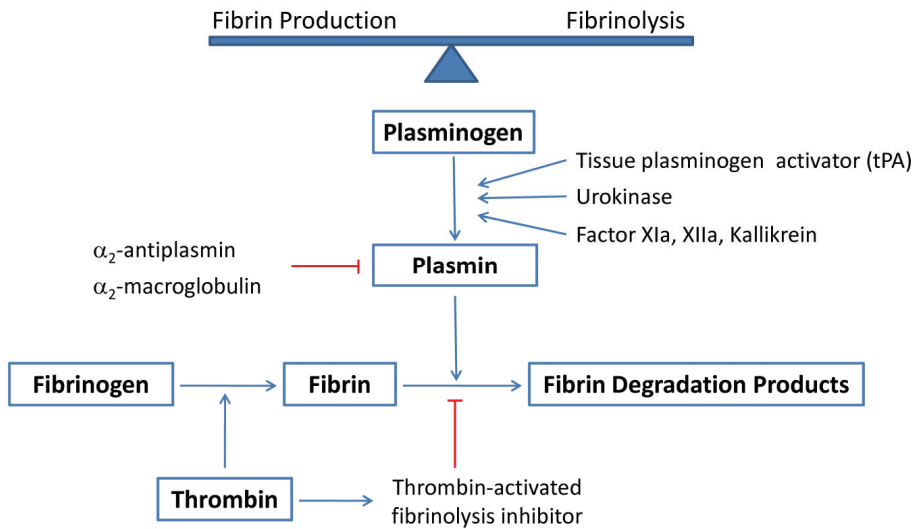 Fibrin Production
Fibrinolysis
Plasminogen
Tissue plasminogen activator (tPA)
Urokinase
Factor XIa, XIIa, Kallikrein
α₂-antiplasmin
α₂-macroglobulin
Plasmin
Fibrinogen
Fibrin
Fibrin Degradation Products
Thrombin
Thrombin-activated
fibrinolysis inhibitor